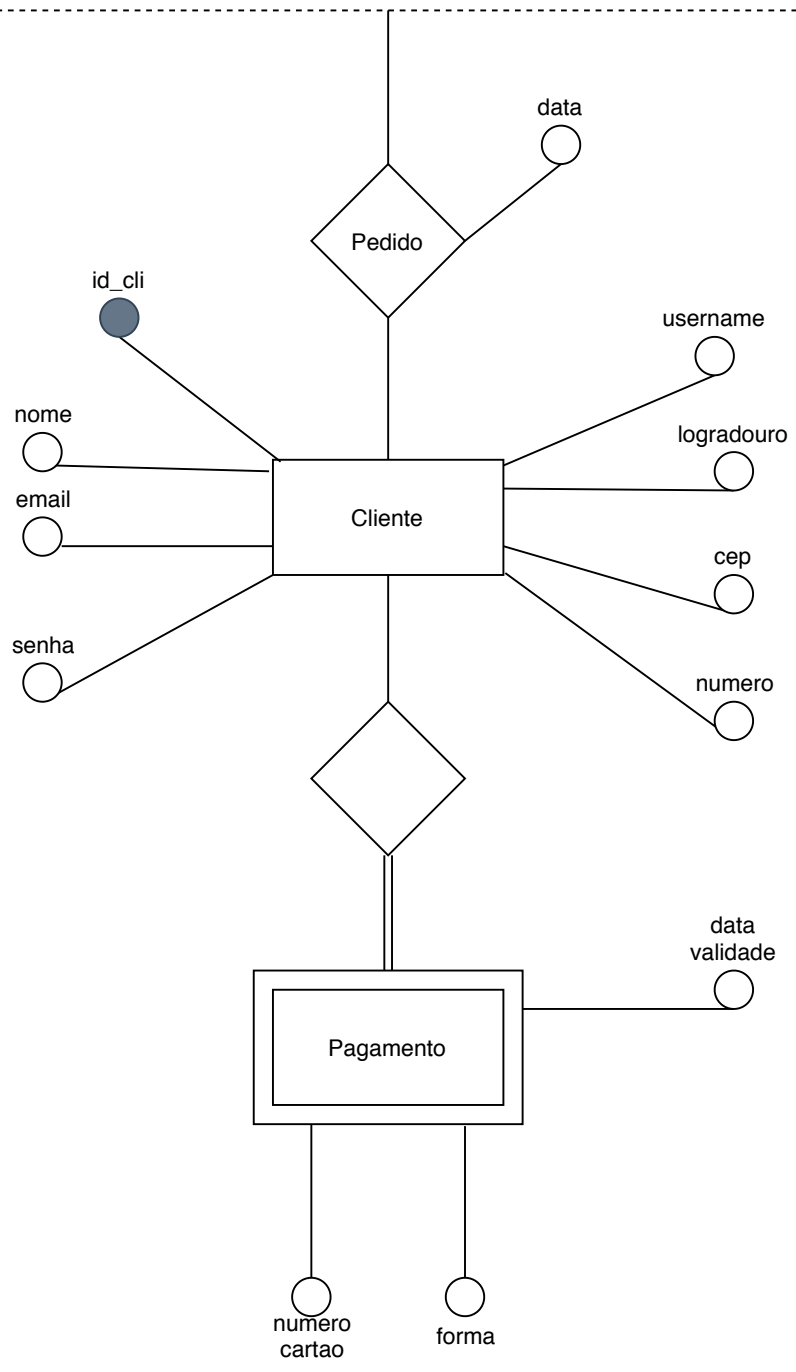 data
Pedido
id_cli
username
nome
logradouro
email
Cliente
cep
senha
numero
data
validade
Pagamento
numero
cartao
forma